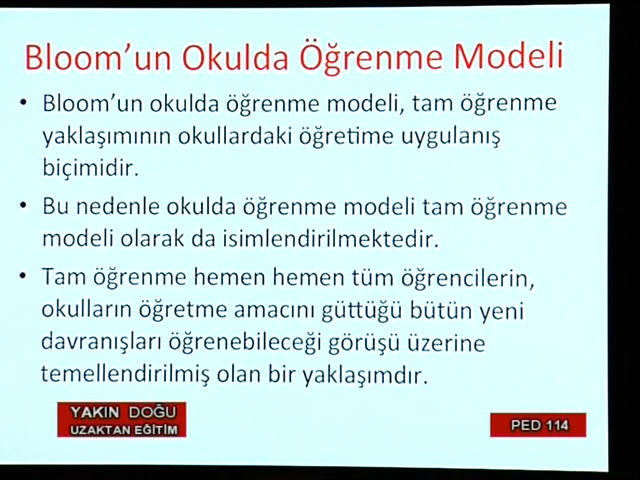 Bloom’un Okulda Öğrenme Modeli
• Bloom’un okulda öğrenme modeli, tam öğrenme
yaklaşımının okullardaki öğretime uygulanış
biçimidir.
• Bu nedenle okulda öğrenme modeli tam öğrenme
modeli olarak da isimlendirilmektedir.
• Tam öğrenme hemen hemen tüm öğrencilerin,
okulların öğretme amacını güttüğü bütün yeni
davranışları öğrenebileceği görüşü üzerine
temellendirilmiş olan bir yaklaşımdır.
YAKIN DOĞU
UZAKTAN EĞİTİM
PED 114